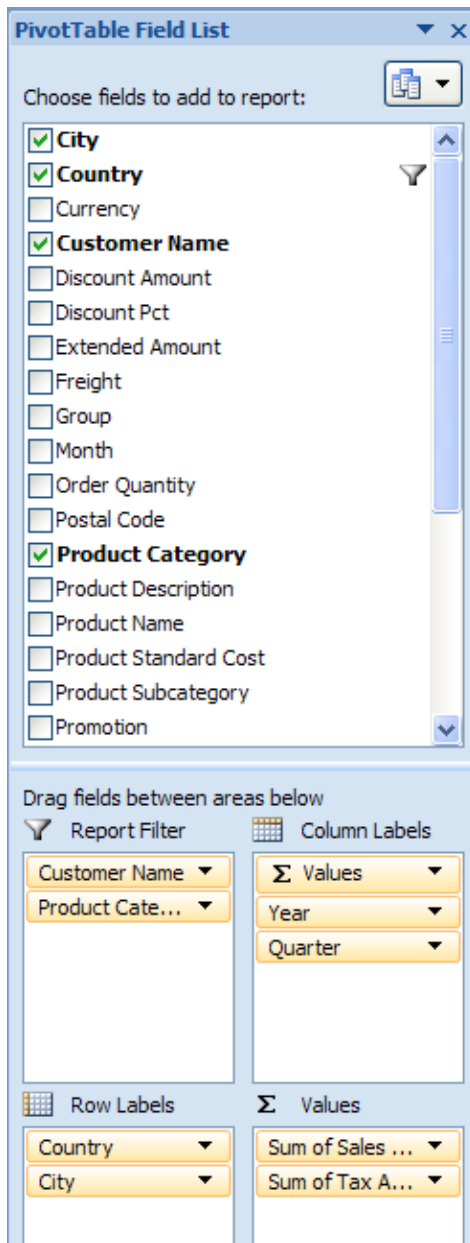 PivotTable Field List
Choose fields to add to report:
City
Country
Currency
Customer Name
Discount Amount
Discount Pct
Extended Amount
Freight
Group
Month
Order Quantity
Postal Code
Product Category
Product Description
Product Name
Product Standard Cost
Product Subcategory
Promotion
Drag fields between areas below
Report Filter
Customer Name
Product Cate...
Column Labels
Σ Values
Year
Quarter
Row Labels
Country
City
Σ Values
Sum of Sales ...
Sum of Tax A...